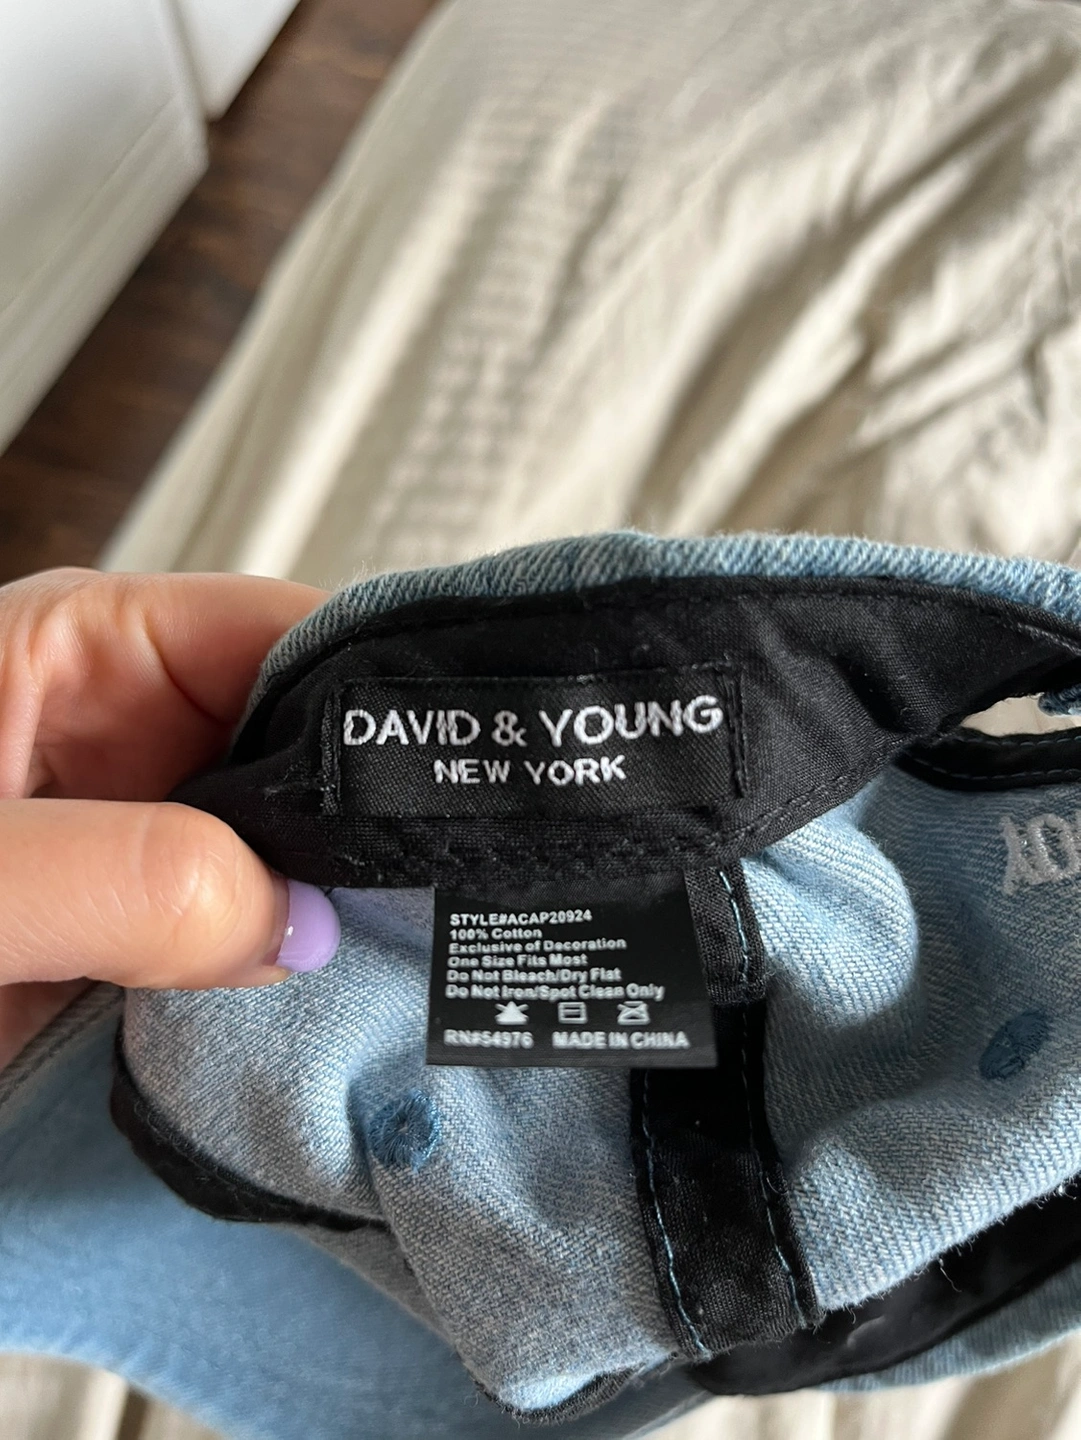 DAVID & YOUNG
NEW YORK
STYLE#ACAP20924
100% Cotton
Exclusive of Decoration
One Size Fits Most
Do Not Bleach/Dry Flat
Do Not Iron/Spot Clean Only
RN#54976 MADE IN CHINA